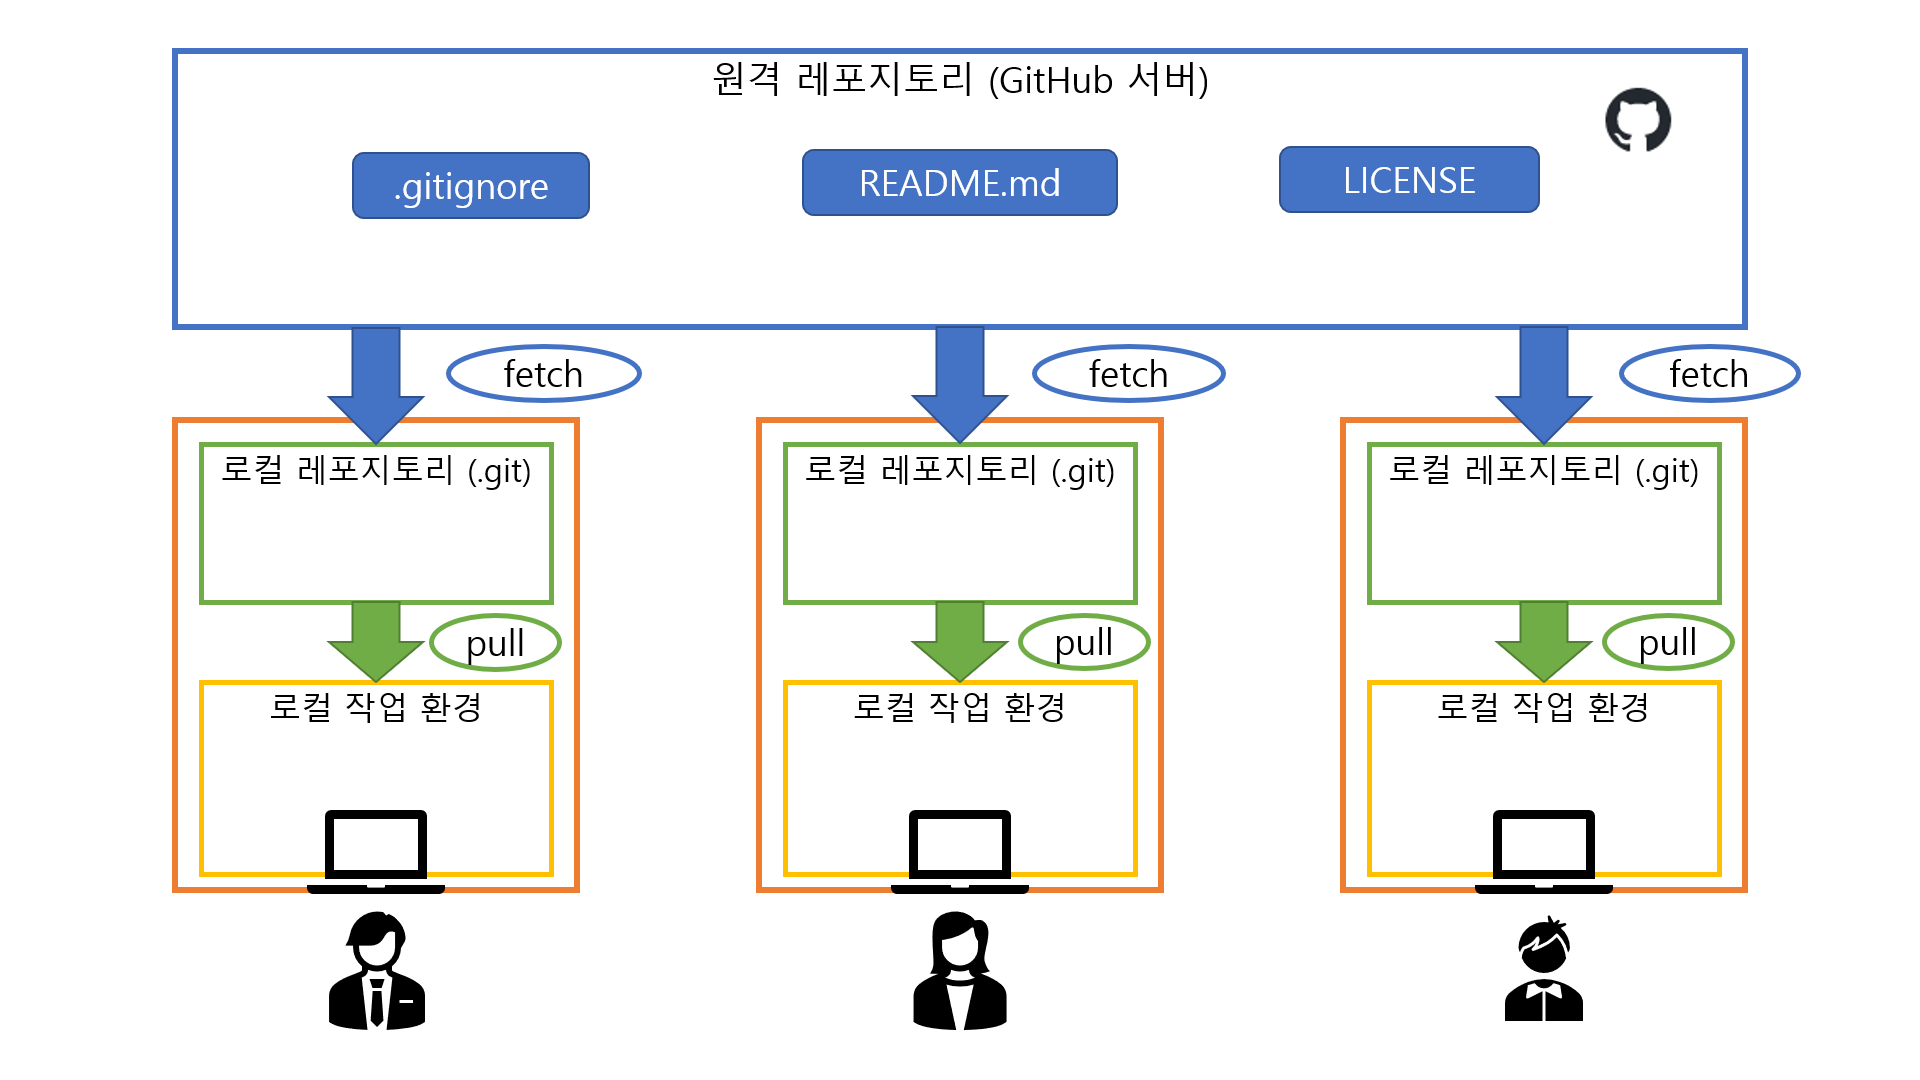 원격 레포지토리 (GitHub 서버)
.gitignore
README.md
LICENSE
fetch
fetch
fetch
로컬 레포지토리 (.git)
로컬 레포지토리 (.git)
로컬 레포지토리 (.git)
pull
pull
pull
로컬 작업 환경
로컬 작업 환경
로컬 작업 환경